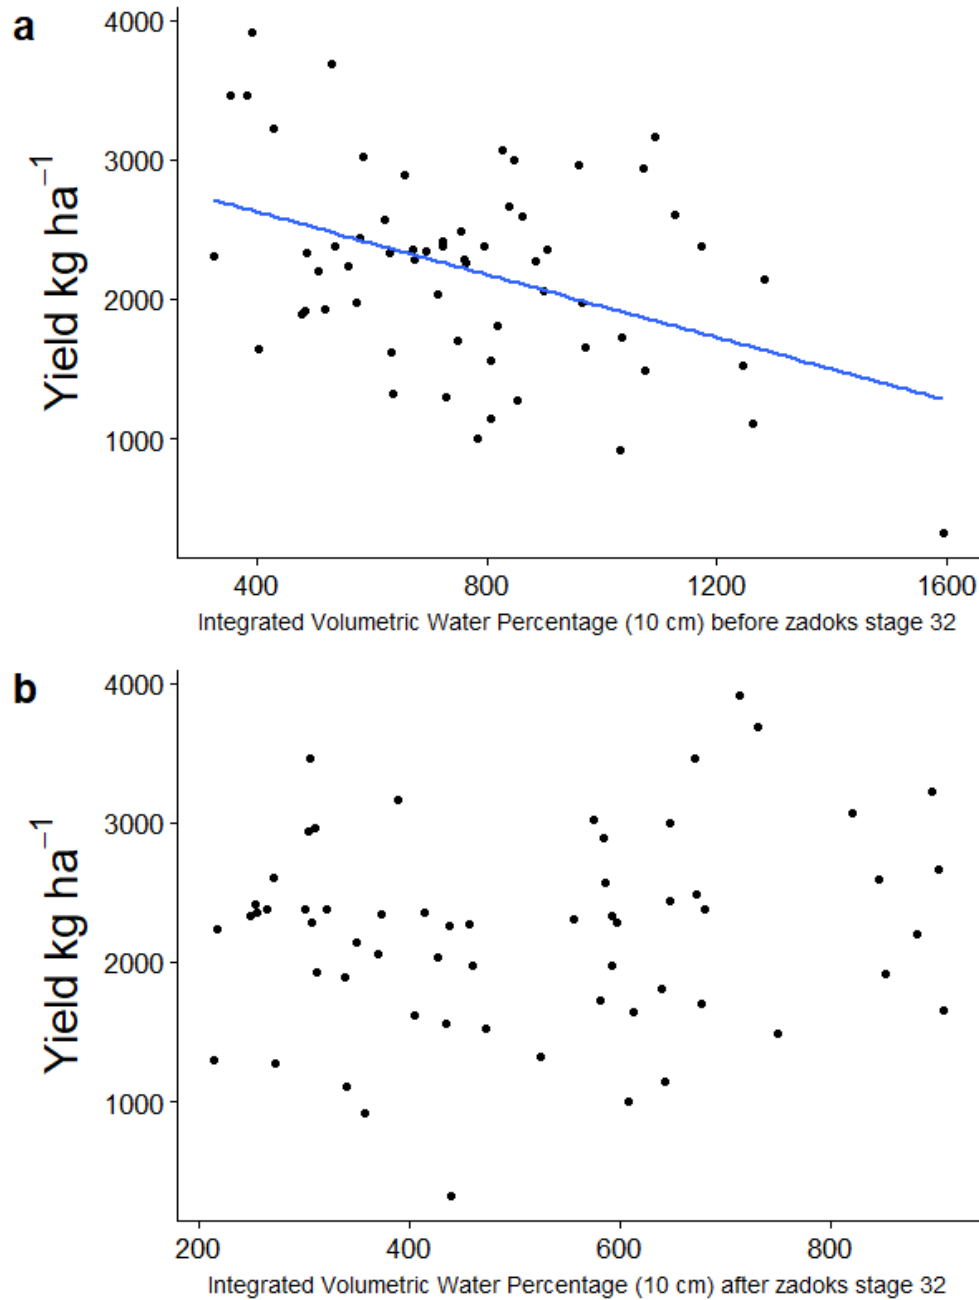 a
4000
3000
2000
1000
Yield kg ha⁻¹
400 800 1200 1600
Integrated Volumetric Water Percentage (10 cm) before zadoks stage 32
b
4000
3000
2000
1000
Yield kg ha⁻¹
200 400 600 800
Integrated Volumetric Water Percentage (10 cm) after zadoks stage 32